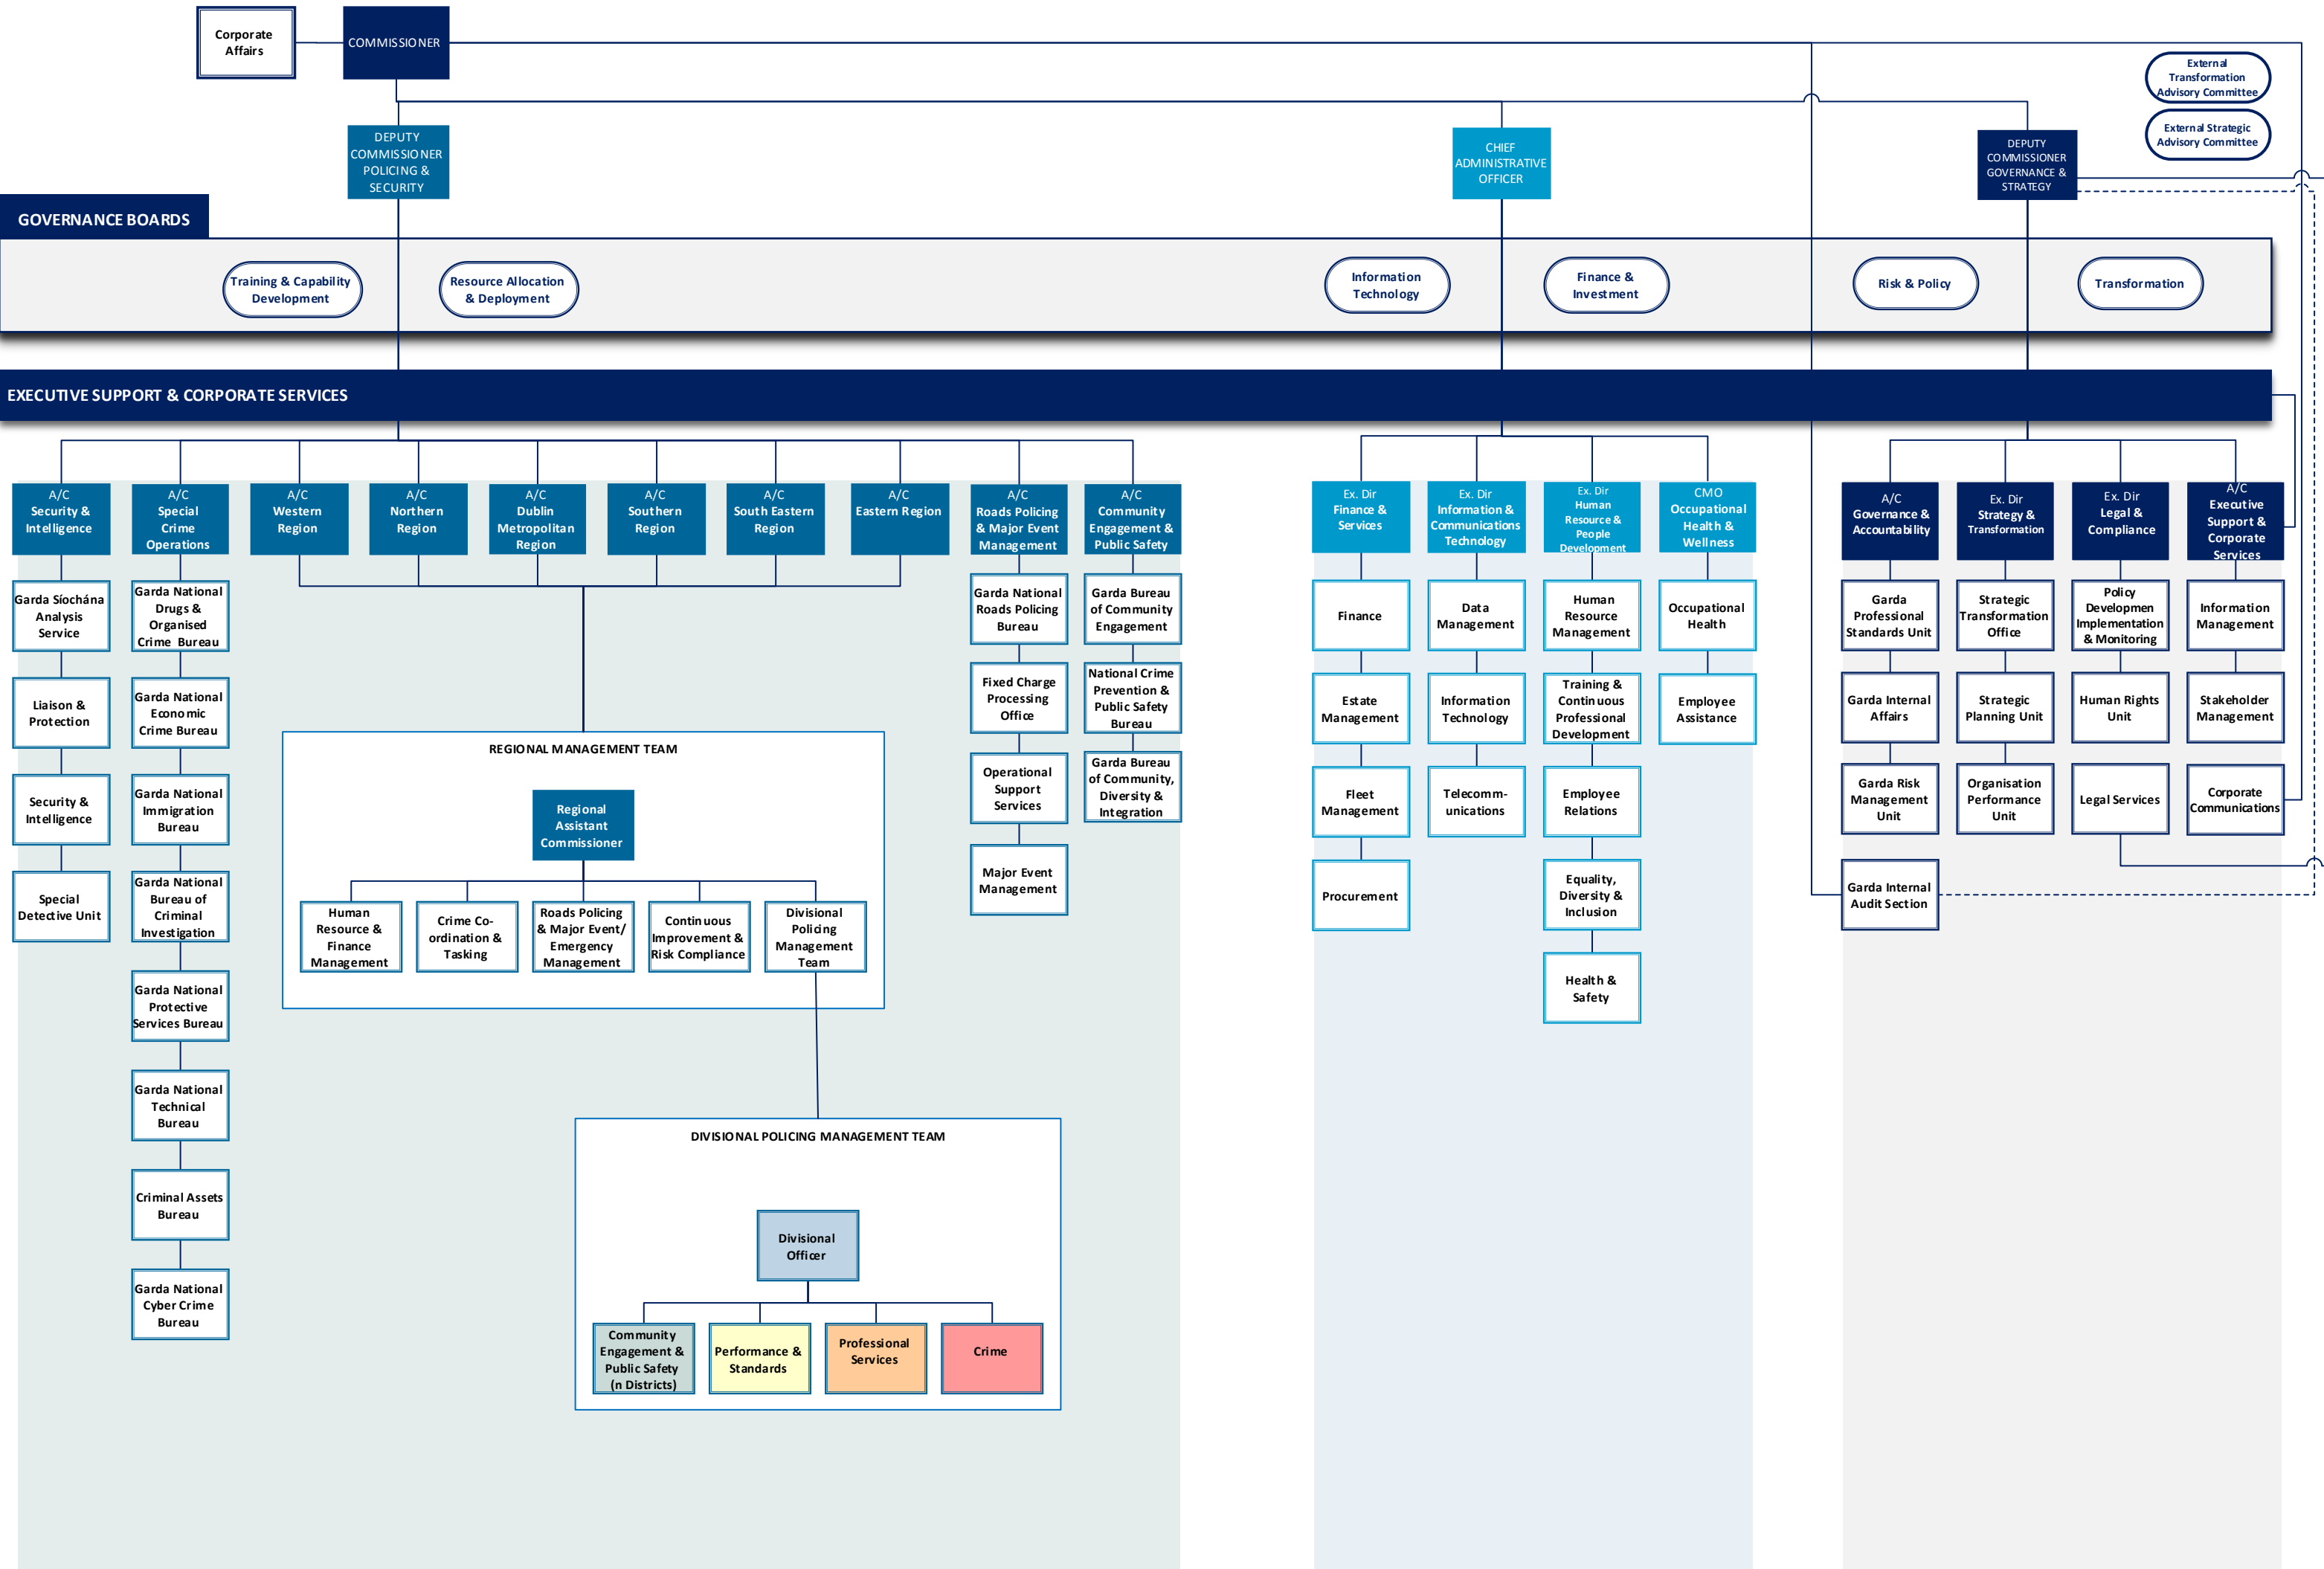 Corporate
Affairs
COMMISSIONER
External
Transformation
Advisory Committee
External Strategic
Advisory Committee
DEPUTY
COMMISSIONER
POLICING &
SECURITY
CHIEF
ADMINISTRATIVE
OFFICER
DEPUTY
COMMISSIONER
GOVERNANCE &
STRATEGY
GOVERNANCE BOARDS
Training & Capability
Development
Resource Allocation
& Deployment
Information
Technology
Finance &
Investment
Risk & Policy
Transformation
EXECUTIVE SUPPORT & CORPORATE SERVICES
A/C
Security &
Intelligence
A/C
Special
Crime
Operations
A/C
Western
Region
A/C
Northern
Region
A/C
Dublin
Metropolitan
Region
A/C
Southern
Region
A/C
South Eastern
Region
A/C
Eastern Region
A/C
Roads Policing
& Major Event
Management
A/C
Community
Engagement &
Public Safety
Ex. Dir
Finance &
Services
Ex. Dir
Information &
Communications
Technology
Ex. Dir
Human
Resource &
People
Development
CMO
Occupational
Health &
Wellness
A/C
Governance &
Accountability
Ex. Dir
Strategy &
Transformation
Ex. Dir
Legal &
Compliance
A/C
Executive
Support &
Corporate
Services
Garda Síochána
Analysis
Service
Liaison &
Protection
Security &
Intelligence
Special
Detective Unit
Garda National
Drugs &
Organised
Crime Bureau
Garda National
Economic
Crime Bureau
Garda National
Immigration
Bureau
Garda National
Bureau of
Criminal
Investigation
Garda National
Protective
Services Bureau
Garda National
Technical
Bureau
Criminal Assets
Bureau
Garda National
Cyber Crime
Bureau
REGIONAL MANAGEMENT TEAM
Regional
Assistant
Commissioner
Human
Resource &
Finance
Management
Crime Co-
ordination &
Tasking
Roads Policing
& Major Event/
Emergency
Management
Continuous
Improvement &
Risk Compliance
Divisional
Policing
Management
Team
DIVISIONAL POLICING MANAGEMENT TEAM
Divisional
Officer
Community
Engagement &
Public Safety
(n Districts)
Performance &
Standards
Professional
Services
Crime
Garda National
Roads Policing
Bureau
Fixed Charge
Processing
Office
Operational
Support
Services
Major Event
Management
Garda Bureau
of Community
Engagement
National Crime
Prevention &
Public Safety
Bureau
Garda Bureau
of Community,
Diversity &
Integration
Finance
Estate
Management
Fleet
Management
Procurement
Data
Management
Information
Technology
Telecomm-
unications
Human
Resource
Management
Training &
Continuous
Professional
Development
Employee
Relations
Equality,
Diversity &
Inclusion
Health &
Safety
Occupational
Health
Employee
Assistance
Garda
Professional
Standards Unit
Garda Internal
Affairs
Garda Risk
Management
Unit
Garda Internal
Audit Section
Strategic
Transformation
Office
Strategic
Planning Unit
Organisation
Performance
Unit
Policy
Developmen
Implementation
& Monitoring
Human Rights
Unit
Legal Services
Information
Management
Stakeholder
Management
Corporate
Communications